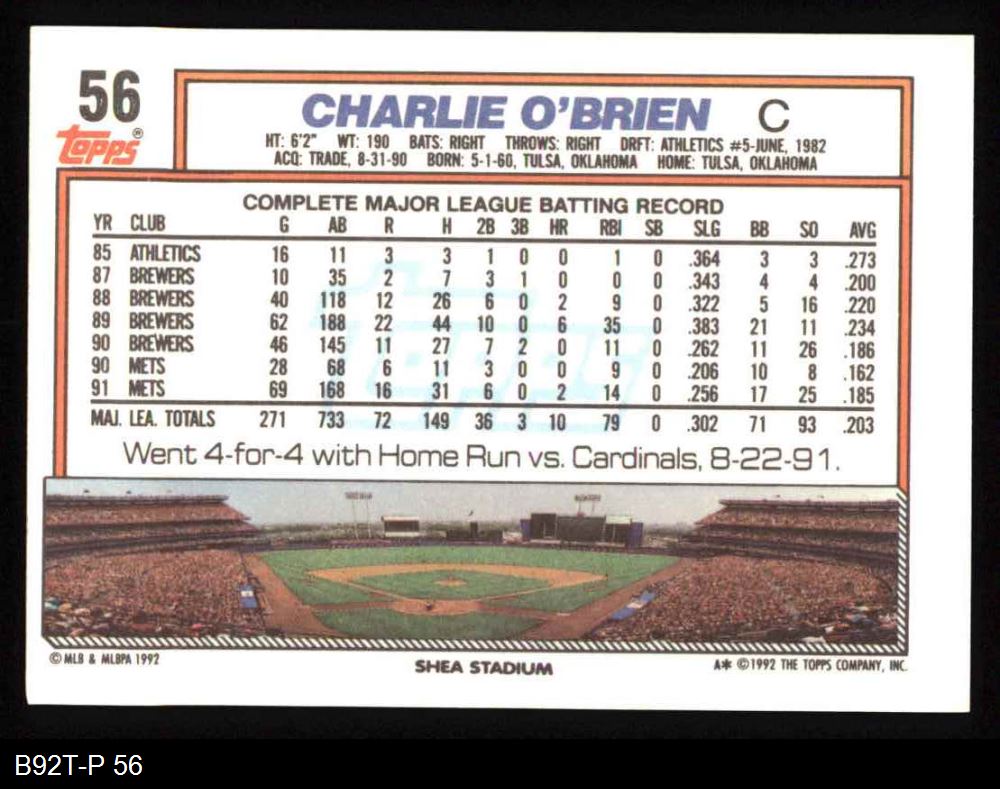 56
Topps®
CHARLIE O'BRIEN C
HT: 6'2" WT: 190 BATS: RIGHT THROWS: RIGHT DRFT: ATHLETICS #5-JUNE, 1982
ACQ: TRADE, 8-31-90 BORN: 5-1-60, TULSA, OKLAHOMA HOME: TULSA, OKLAHOMA
COMPLETE MAJOR LEAGUE BATTING RECORD
YR CLUB G AB R H 2B 3B HR RBI SB SLG BB SO AVG
85 ATHLETICS 16 11 3 3 1 0 0 1 0 .364 3 3 .273
87 BREWERS 10 35 2 7 3 1 0 0 0 .343 4 4 .200
88 BREWERS 40 118 12 26 6 0 2 9 0 .322 5 16 .220
89 BREWERS 62 188 22 44 10 0 6 35 0 .383 21 11 .234
90 BREWERS 46 145 11 27 7 2 0 11 0 .262 11 26 .186
90 METS 28 68 6 11 3 0 0 9 0 .206 10 8 .162
91 METS 69 168 16 31 6 0 2 14 0 .256 17 25 .185
MAJ. LEA. TOTALS 271 733 72 149 36 3 10 79 0 .302 71 93 .203
Went 4-for-4 with Home Run vs. Cardinals, 8-22-91.
© MLB & MLBPA 1992
SHEA STADIUM
A* ©1992 THE TOPPS COMPANY, INC.
B92T-P 56